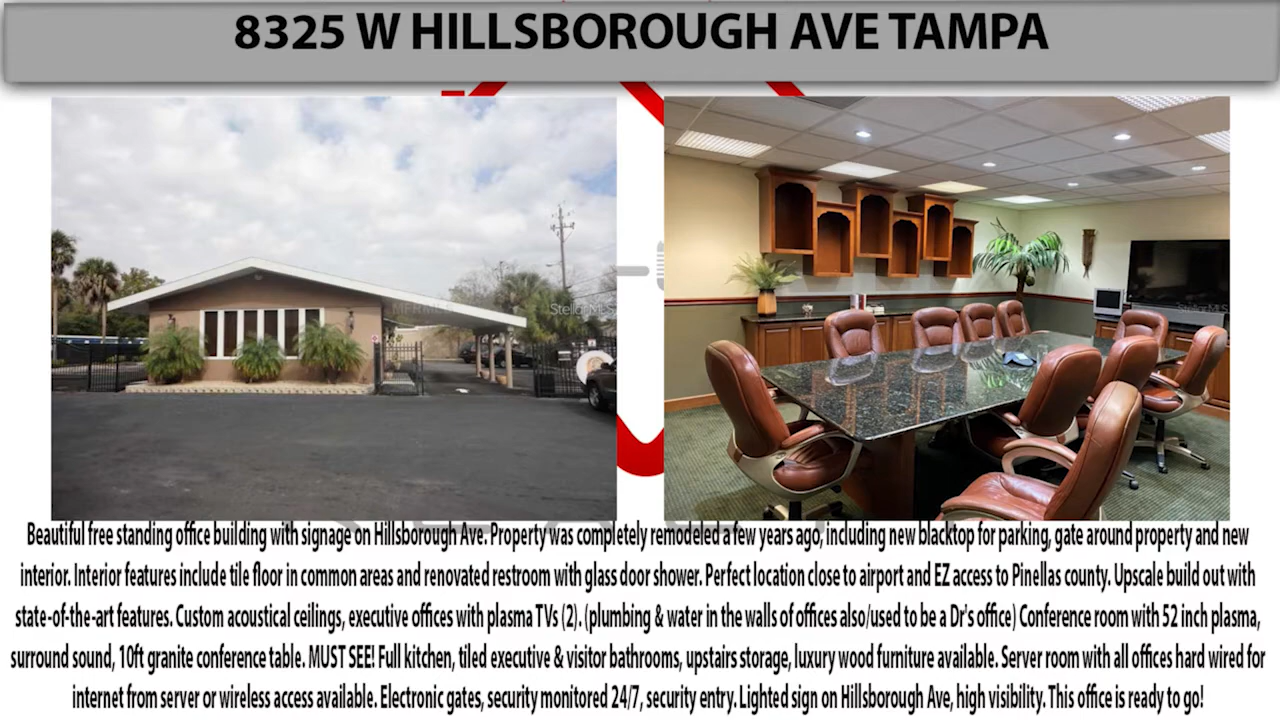 8325 W HILLSBOROUGH AVE TAMPA
MFRMLS
StellarMLS
StellarMLS
Beautiful free standing office building with signage on Hillsborough Ave. Property was completely remodeled a few years ago, including new blacktop for parking, gate around property and new
interior. Interior features include tile floor in common areas and renovated restroom with glass door shower. Perfect location close to airport and EZ access to Pinellas county. Upscale build out with
state-of-the-art features. Custom acoustical ceilings, executive offices with plasma TVs (2). (plumbing & water in the walls of offices also/used to be a Dr's office) Conference room with 52 inch plasma,
surround sound, 10ft granite conference table. MUST SEE! Full kitchen, tiled executive & visitor bathrooms, upstairs storage, luxury wood furniture available. Server room with all offices hard wired for
internet from server or wireless access available. Electronic gates, security monitored 24/7, security entry. Lighted sign on Hillsborough Ave, high visibility. This office is ready to go!